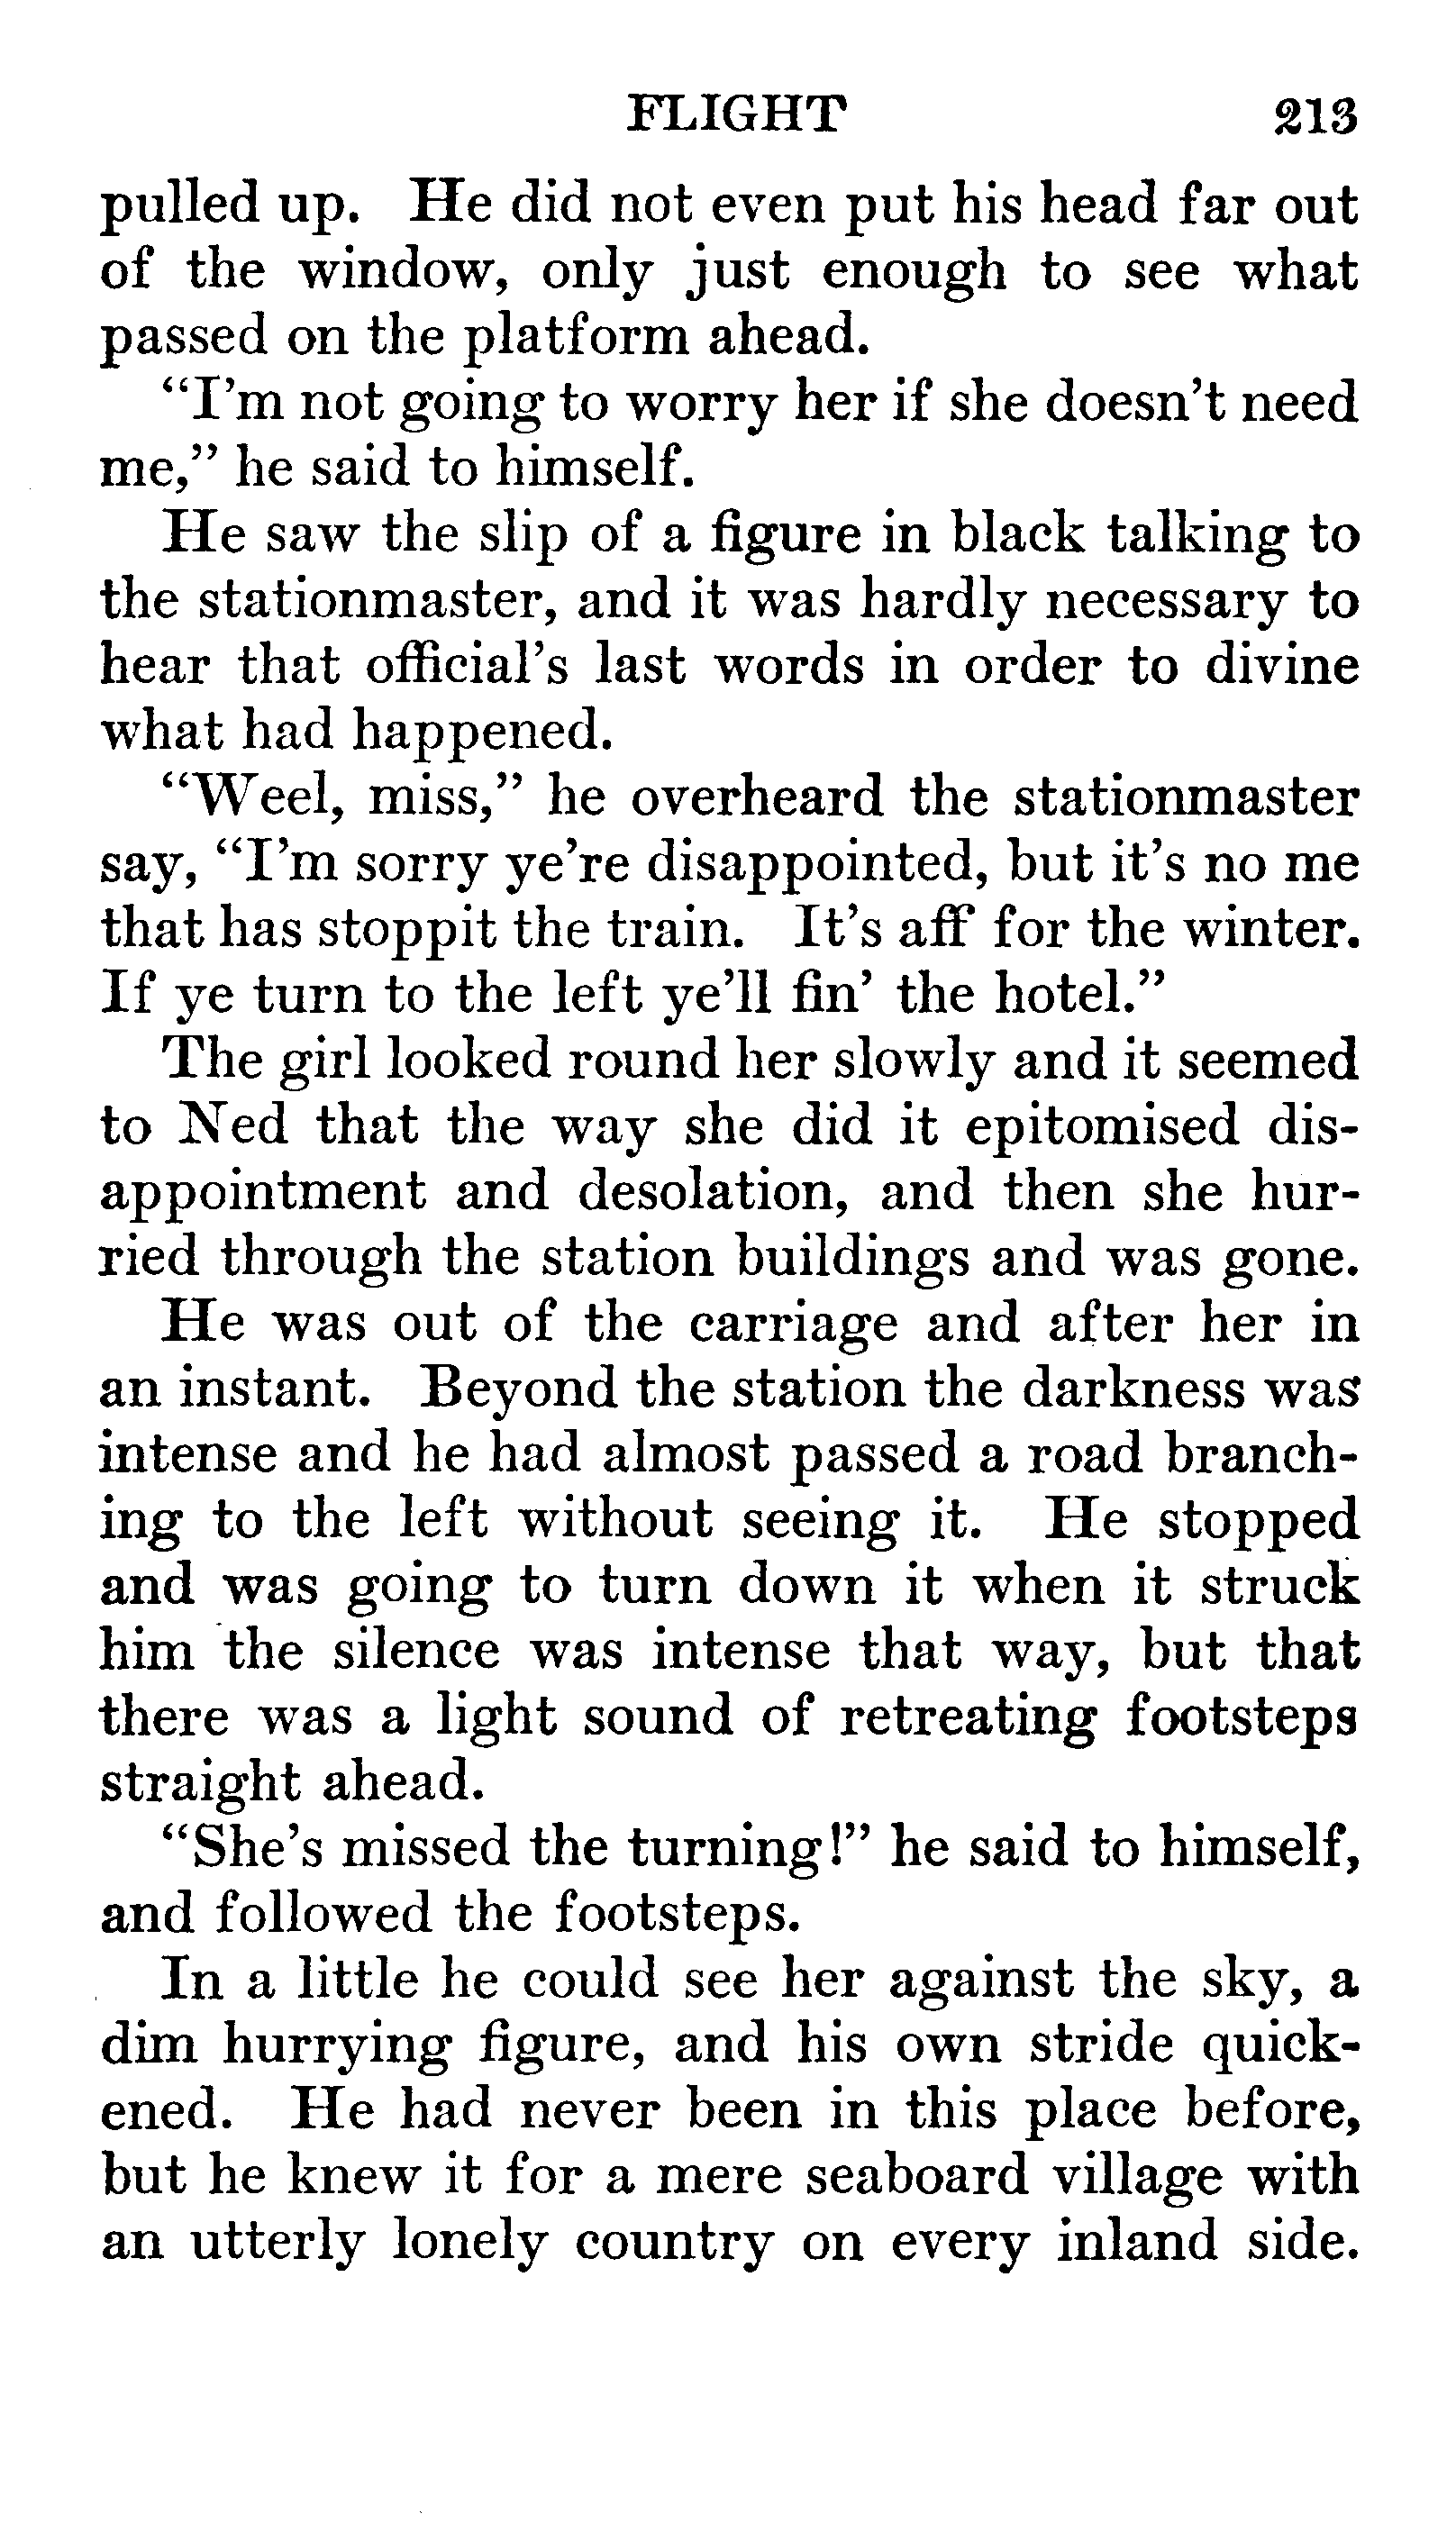 FLIGHT 213
pulled up. He did not even put his head far out
of the window, only just enough to see what
passed on the platform ahead.
"I'm not going to worry her if she doesn't need
me," he said to himself.
He saw the slip of a figure in black talking to
the stationmaster, and it was hardly necessary to
hear that official's last words in order to divine
what had happened.
"Weel, miss," he overheard the stationmaster
say, "I'm sorry ye're disappointed, but it's no me
that has stoppit the train. It's aff for the winter.
If ye turn to the left ye'll fin' the hotel."
The girl looked round her slowly and it seemed
to Ned that the way she did it epitomised dis-
appointment and desolation, and then she hur-
ried through the station buildings and was gone.
He was out of the carriage and after her in
an instant. Beyond the station the darkness was
intense and he had almost passed a road branch-
ing to the left without seeing it. He stopped
and was going to turn down it when it struck
him the silence was intense that way, but that
there was a light sound of retreating footsteps
straight ahead.
"She's missed the turning!" he said to himself,
and followed the footsteps.
In a little he could see her against the sky, a
dim hurrying figure, and his own stride quick-
ened. He had never been in this place before,
but he knew it for a mere seaboard village with
an utterly lonely country on every inland side.